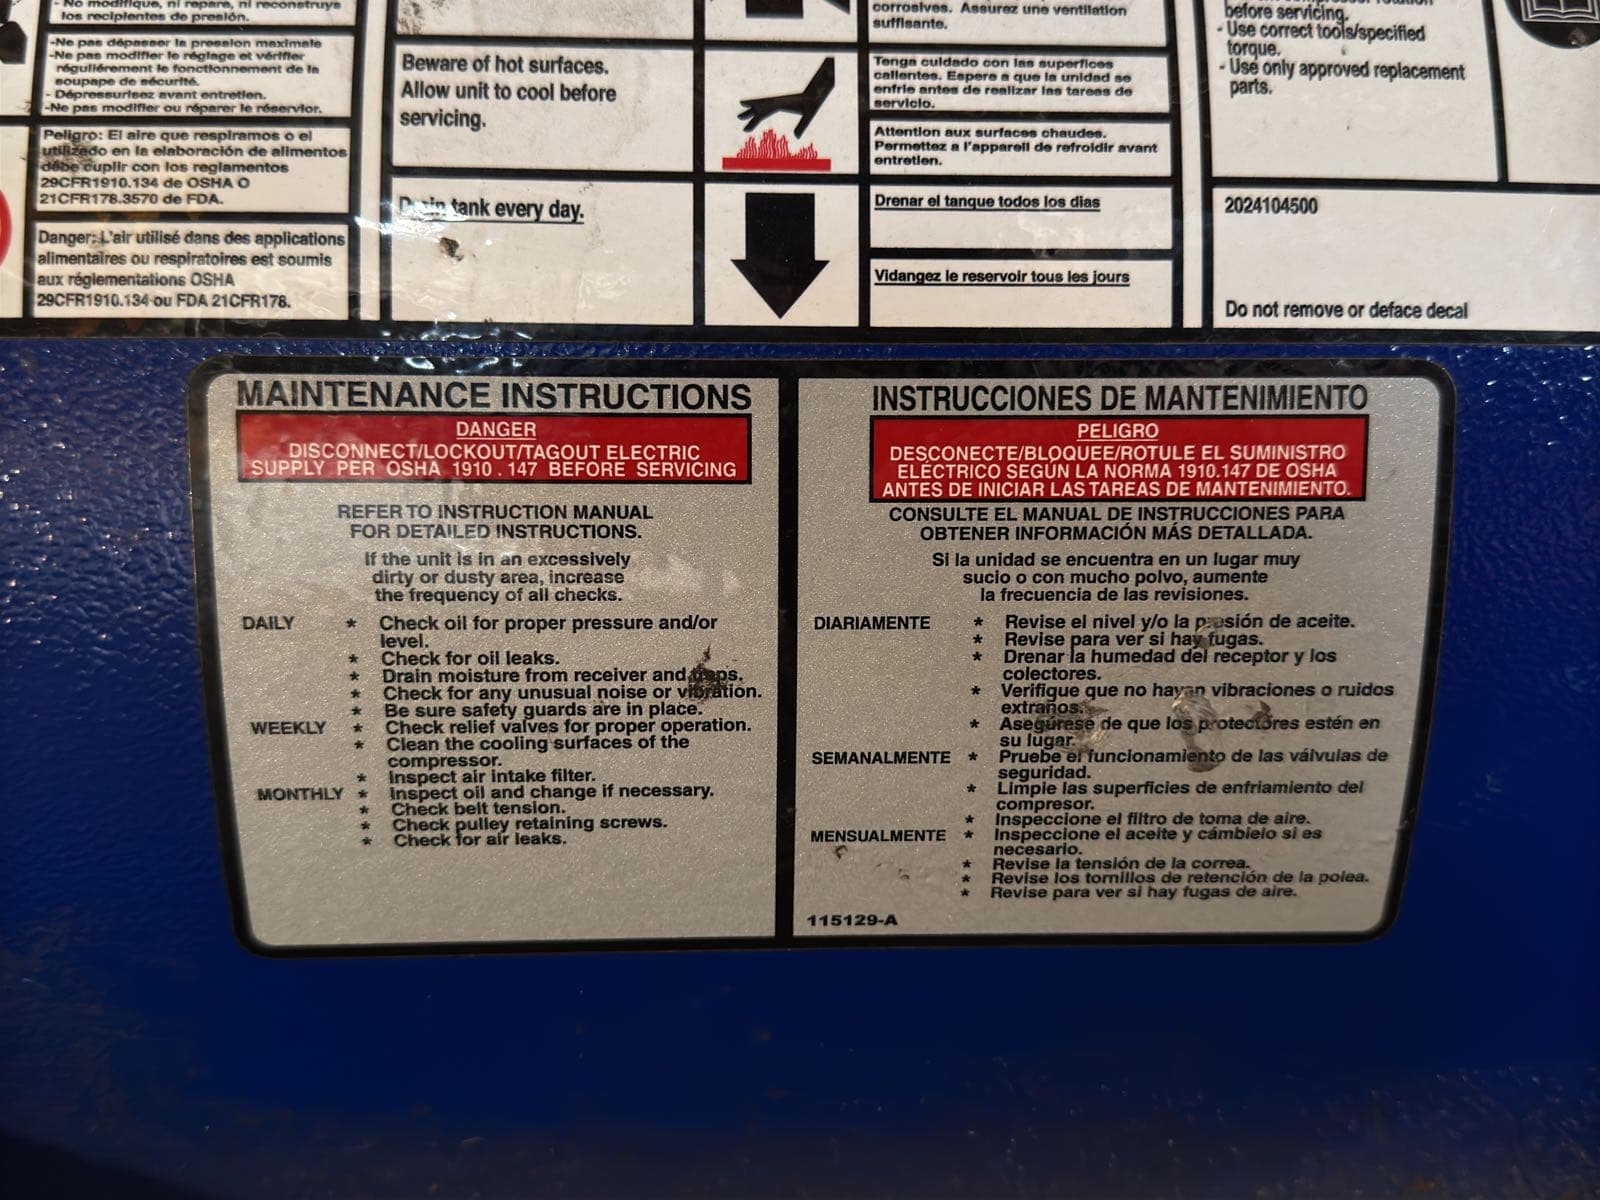 - No modifique, ni repare, ni reconstruya
los recipientes de presión.
-Ne pas dépasser la pression maximale
-Ne pas modifier le réglage et vérifier
régulièrement le fonctionnement de la
soupape de sécurité.
- Dépressurisez avant entretien.
-Ne pas modifier ou réparer le réservior.
Peligro: El aire que respiramos o el
utilizado en la elaboración de alimentos
debe cuplir con los reglamentos
29CFR1910.134 de OSHA O
21CFR178.3570 de FDA.
Danger: L'air utilisé dans des applications
alimentaires ou respiratoires est soumis
aux réglementations OSHA
29CFR1910.134 ou FDA 21CFR178.
Beware of hot surfaces.
Allow unit to cool before
servicing.
Drain tank every day.
corrosives. Assurez une ventilation
suffisante.
Tenga cuidado con las superfices
calientes. Espere a que la unidad se
enfrie antes de realizar las tareas de
servicio.
Attention aux surfaces chaudes.
Permettez a l'appareil de refroidir avant
entretien.
Drenar el tanque todos los dias
Vidangez le reservoir tous les jours
before servicing.
- Use correct tools/specified
torque.
- Use only approved replacement
parts.
2024104500
Do not remove or deface decal
MAINTENANCE INSTRUCTIONS
DANGER
DISCONNECT/LOCKOUT/TAGOUT ELECTRIC
SUPPLY PER OSHA 1910.147 BEFORE SERVICING
REFER TO INSTRUCTION MANUAL
FOR DETAILED INSTRUCTIONS.
If the unit is in an excessively
dirty or dusty area, increase
the frequency of all checks.
DAILY * Check oil for proper pressure and/or
level.
* Check for oil leaks.
* Drain moisture from receiver and traps.
* Check for any unusual noise or vibration.
* Be sure safety guards are in place.
WEEKLY * Check relief valves for proper operation.
* Clean the cooling surfaces of the
compressor.
* Inspect air intake filter.
MONTHLY * Inspect oil and change if necessary.
* Check belt tension.
* Check pulley retaining screws.
* Check for air leaks.
INSTRUCCIONES DE MANTENIMIENTO
PELIGRO
DESCONECTE/BLOQUEE/ROTULE EL SUMINISTRO
ELÉCTRICO SEGÚN LA NORMA 1910.147 DE OSHA
ANTES DE INICIAR LAS TAREAS DE MANTENIMIENTO.
CONSULTE EL MANUAL DE INSTRUCCIONES PARA
OBTENER INFORMACIÓN MÁS DETALLADA.
Si la unidad se encuentra en un lugar muy
sucio o con mucho polvo, aumente
la frecuencia de las revisiones.
DIARIAMENTE * Revise el nivel y/o la presión de aceite.
* Revise para ver si hay fugas.
* Drenar la humedad del receptor y los
colectores.
* Verifique que no hayan vibraciones o ruidos
extraños.
* Asegúrese de que los protectores estén en
su lugar.
SEMANALMENTE * Pruebe el funcionamiento de las válvulas de
seguridad.
* Limpie las superficies de enfriamiento del
compresor.
* Inspeccione el filtro de toma de aire.
MENSUALMENTE * Inspeccione el aceite y cámbielo si es
necesario.
* Revise la tensión de la correa.
* Revise los tornillos de retención de la polea.
* Revise para ver si hay fugas de aire.
115129-A